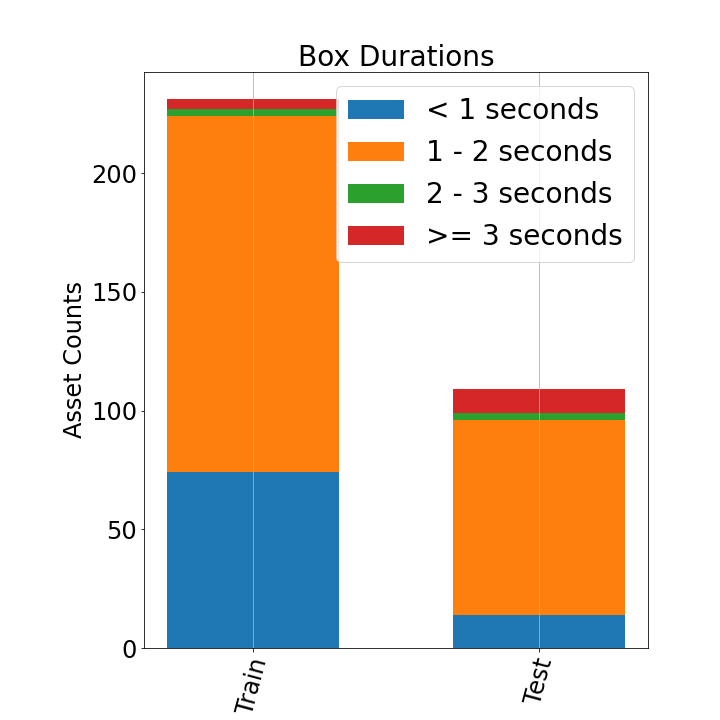 Box Durations
< 1 seconds
1 - 2 seconds
2 - 3 seconds
>= 3 seconds
Asset Counts
200
150
100
50
0
Train
Test